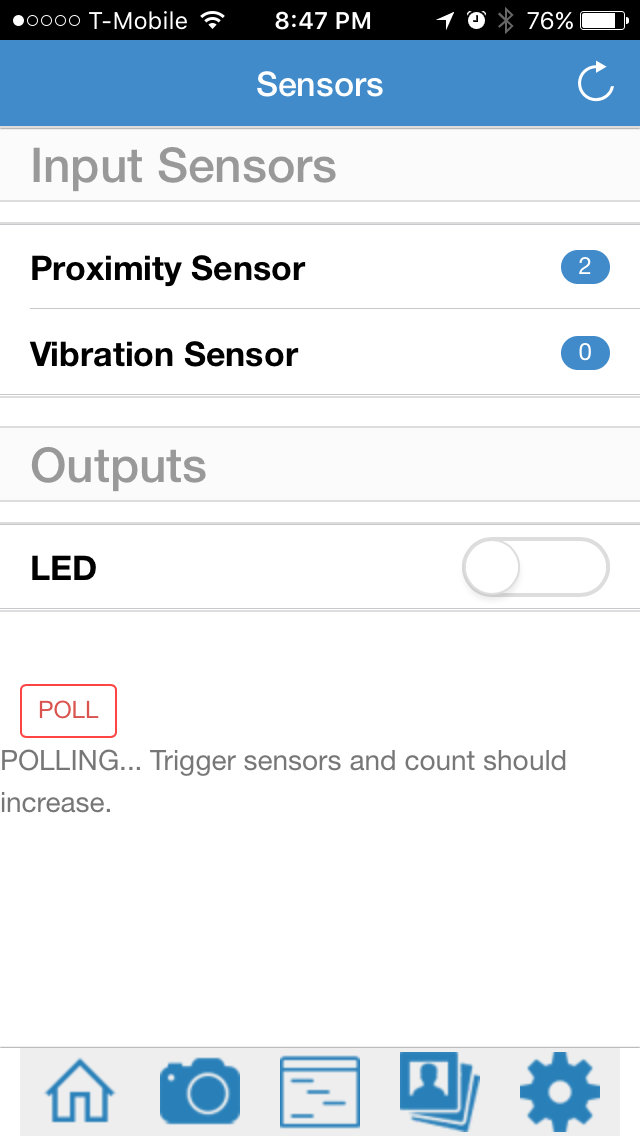 T-Mobile 8:47 PM 76%
Sensors
Input Sensors
Proximity Sensor 2
Vibration Sensor 0
Outputs
LED
POLL
POLLING... Trigger sensors and count should
increase.